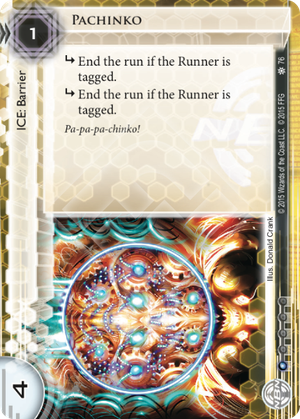 PACHINKO
1
ICE: Barrier
↳ End the run if the Runner is
tagged.
↳ End the run if the Runner is
tagged.
Pa-pa-pa-chinko!
76
© 2015 Wizards of the Coast LLC. © 2015 FFG
Illus. Donald Crank
4